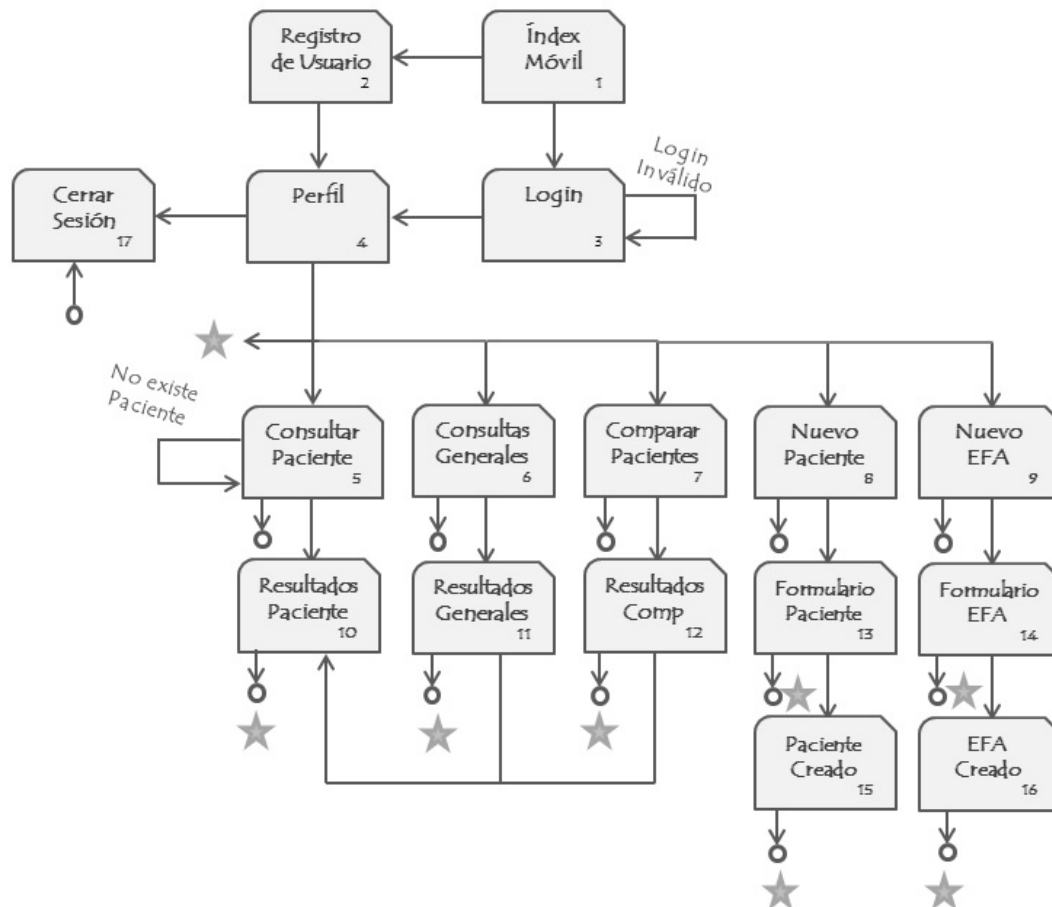 Registro
de Usuario
2
Índex
Móvil
1
Login
Inválido
Cerrar
Sesión
17
Perfil
4
Login
3
No existe
Paciente
Consultar
Paciente
5
Consultas
Generales
6
Comparar
Pacientes
7
Nuevo
Paciente
8
Nuevo
EFA
9
Resultados
Paciente
10
Resultados
Generales
11
Resultados
Comp
12
Formulario
Paciente
13
Formulario
EFA
14
Paciente
Creado
15
EFA
Creado
16